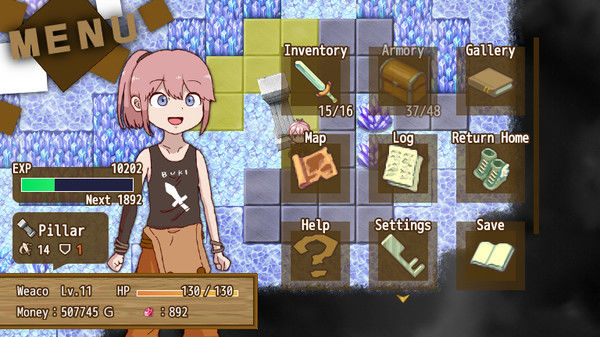 MENU
Inventory
Armory
Gallery
15/16
37/48
Map
Log
Return Home
EXP
10202
BUKI
Next 1892
Pillar
14
1
Help
Settings
Save
Weaco Lv.11 HP 130/130
Money：507745 G ：892